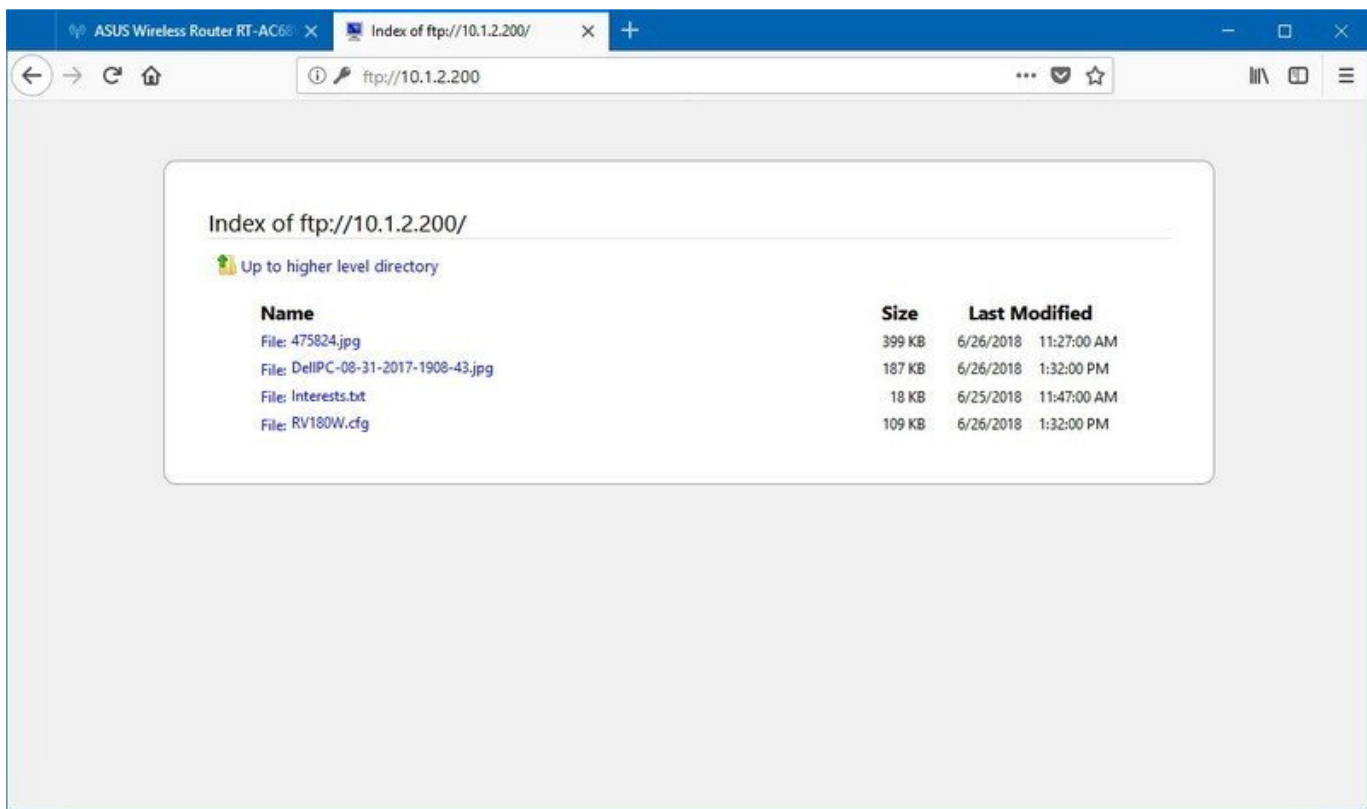 ASUS Wireless Router RT-AC68 Index of ftp://10.1.2.200/
ftp://10.1.2.200
Index of ftp://10.1.2.200/
Up to higher level directory
Name Size Last Modified
File: 475824.jpg 399 KB 6/26/2018 11:27:00 AM
File: DellPC-08-31-2017-1908-43.jpg 187 KB 6/26/2018 1:32:00 PM
File: Interests.txt 18 KB 6/25/2018 11:47:00 AM
File: RV180W.cfg 109 KB 6/26/2018 1:32:00 PM